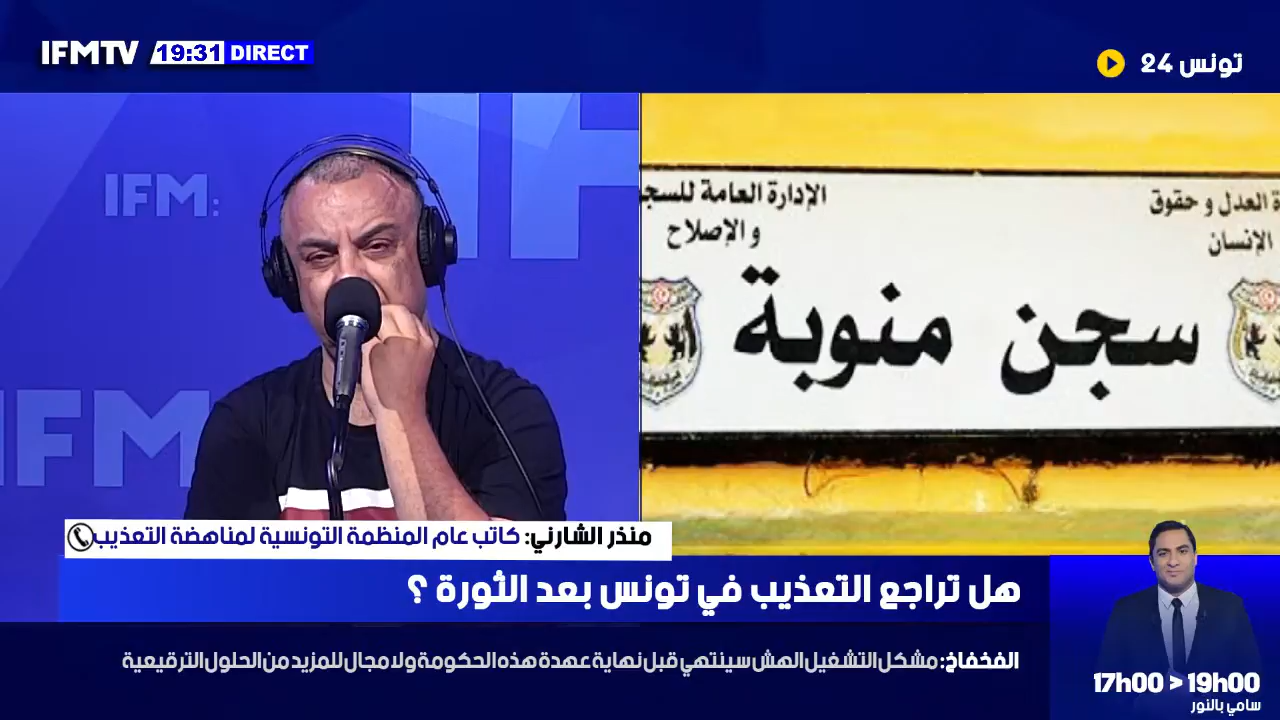 IFMTV 19:31 DIRECT
تونس 24
IFM:
IFM
الإدارة العامة للسج
و الإصلاح
ة العدل و حقوق
الإنسان
سجن منوبة
منذر الشارني: كاتب عام المنظمة التونسية لمناهضة التعذيب
هل تراجع التعذيب في تونس بعد الثورة ؟
الفخفاخ: مشكل التشغيل الهش سينتهي قبل نهاية عهدة هذه الحكومة ولا مجال للمزيد من الحلول الترقيعية
17h00 < 19h00
سامي بالنور